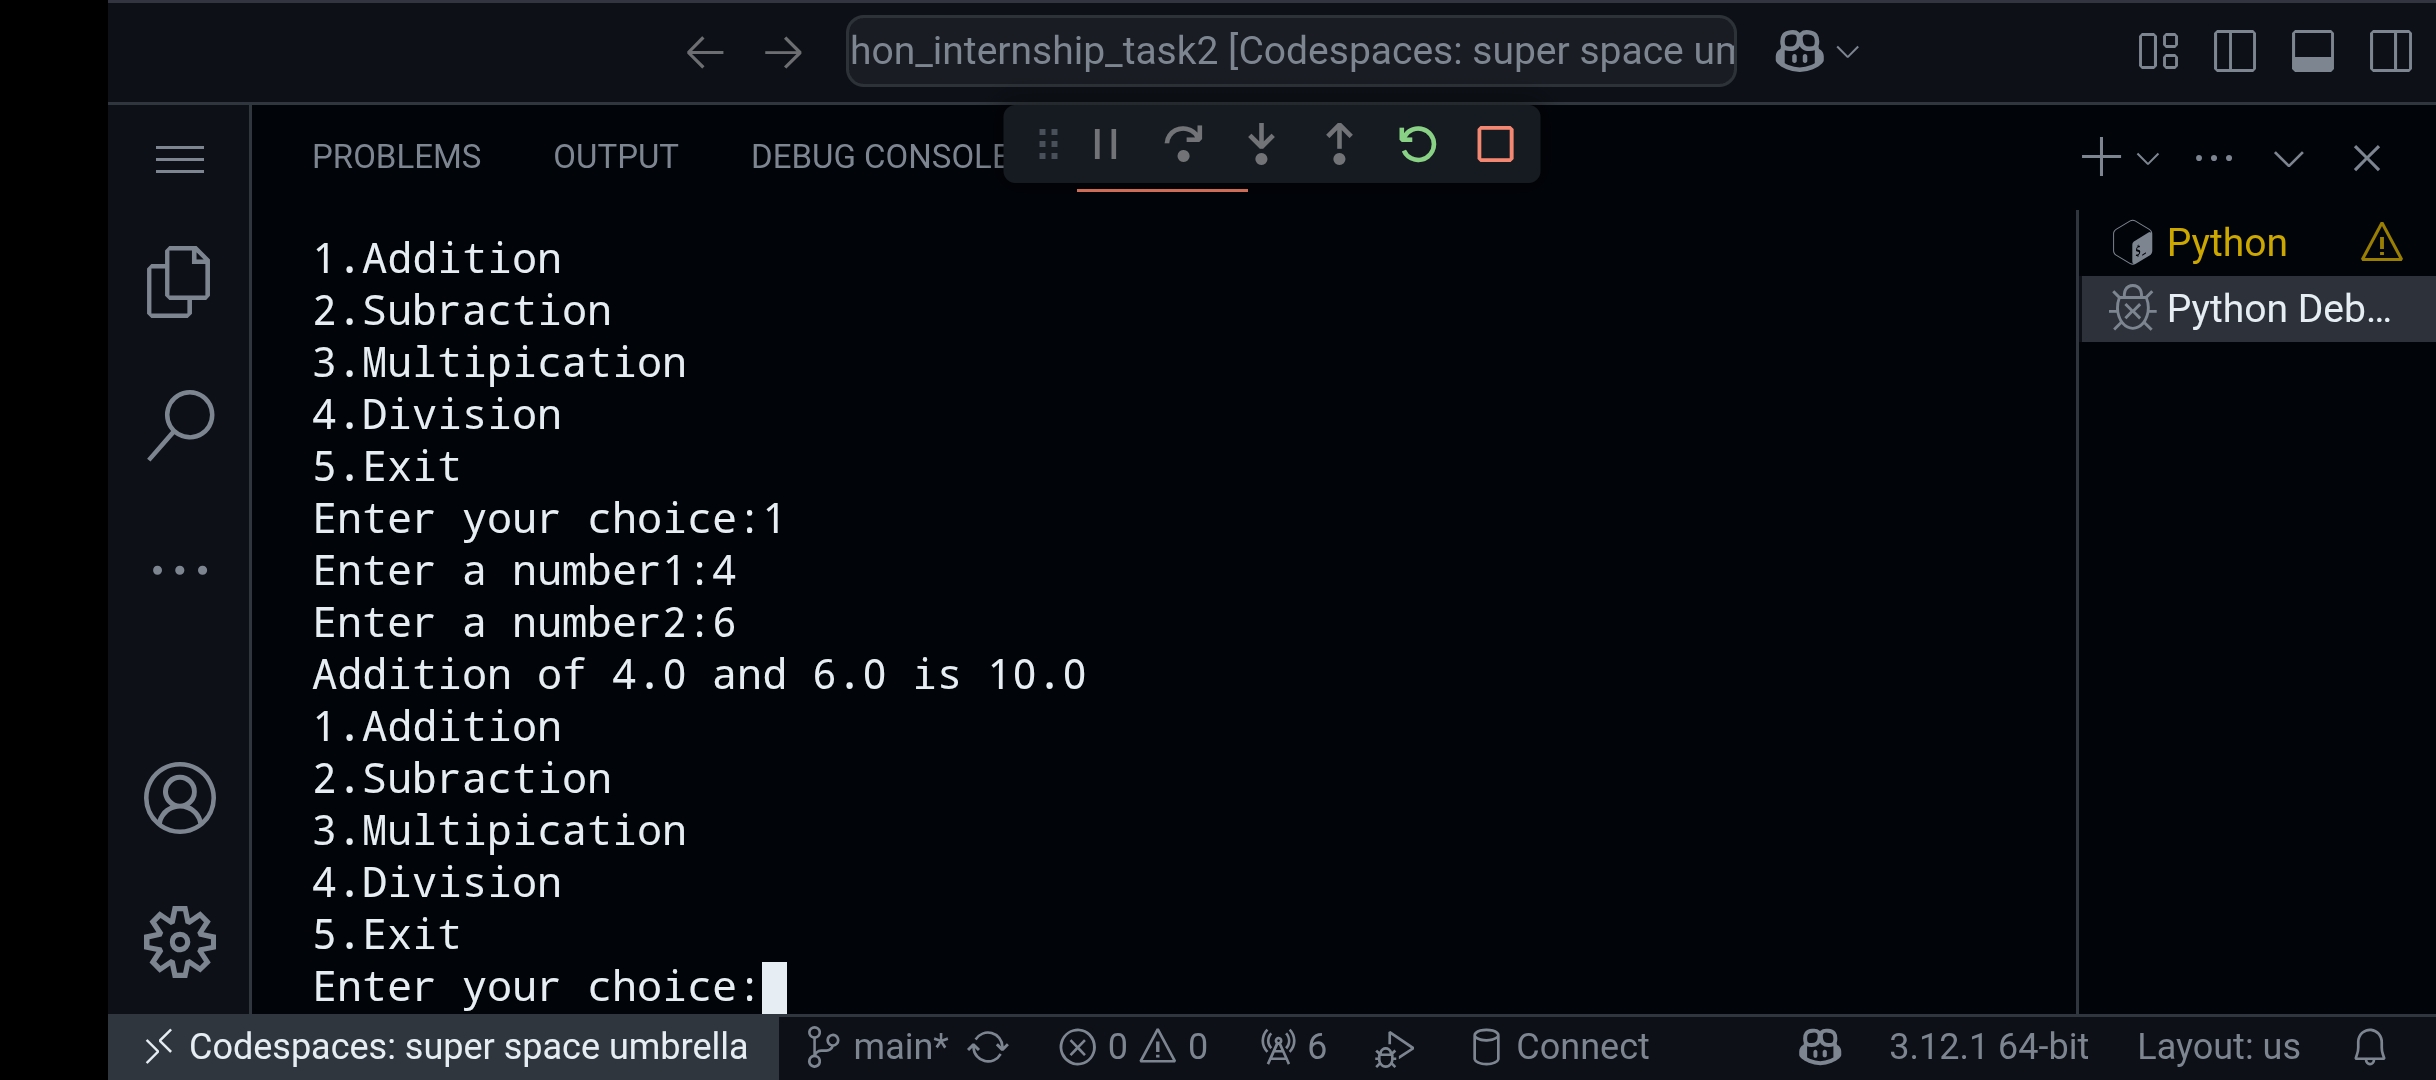 hon_internship_task2 [Codespaces: super space um
PROBLEMS OUTPUT DEBUG CONSOLE
1.Addition
2.Subraction
3.Multipication
4.Division
5.Exit
Enter your choice:1
Enter a number1:4
Enter a number2:6
Addition of 4.0 and 6.0 is 10.0
1.Addition
2.Subraction
3.Multipication
4.Division
5.Exit
Enter your choice:
Python
Python Deb...
Codespaces: super space umbrella main* 0 0 6 Connect 3.12.1 64-bit Layout: us